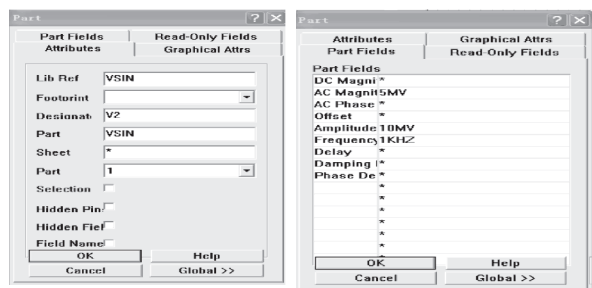 Part
Part Fields
Read-Only Fields
Attributes
Graphical Attrs
Lib Ref
VSIN
Footprint
Designat
V2
Part
VSIN
Sheet
*
Part
1
Selection
Hidden Pin
Hidden Fiel
Field Name
OK
Help
Cancel
Global >>
Part
Attributes
Graphical Attrs
Part Fields
Read-Only Fields
Part Fields
DC Magni *
AC Magnit 5MV
AC Phase *
Offset *
Amplitude 10MV
Frequency 1KHZ
Delay *
Damping *
Phase De *
*
*
*
*
*
*
OK
Help
Cancel
Global >>